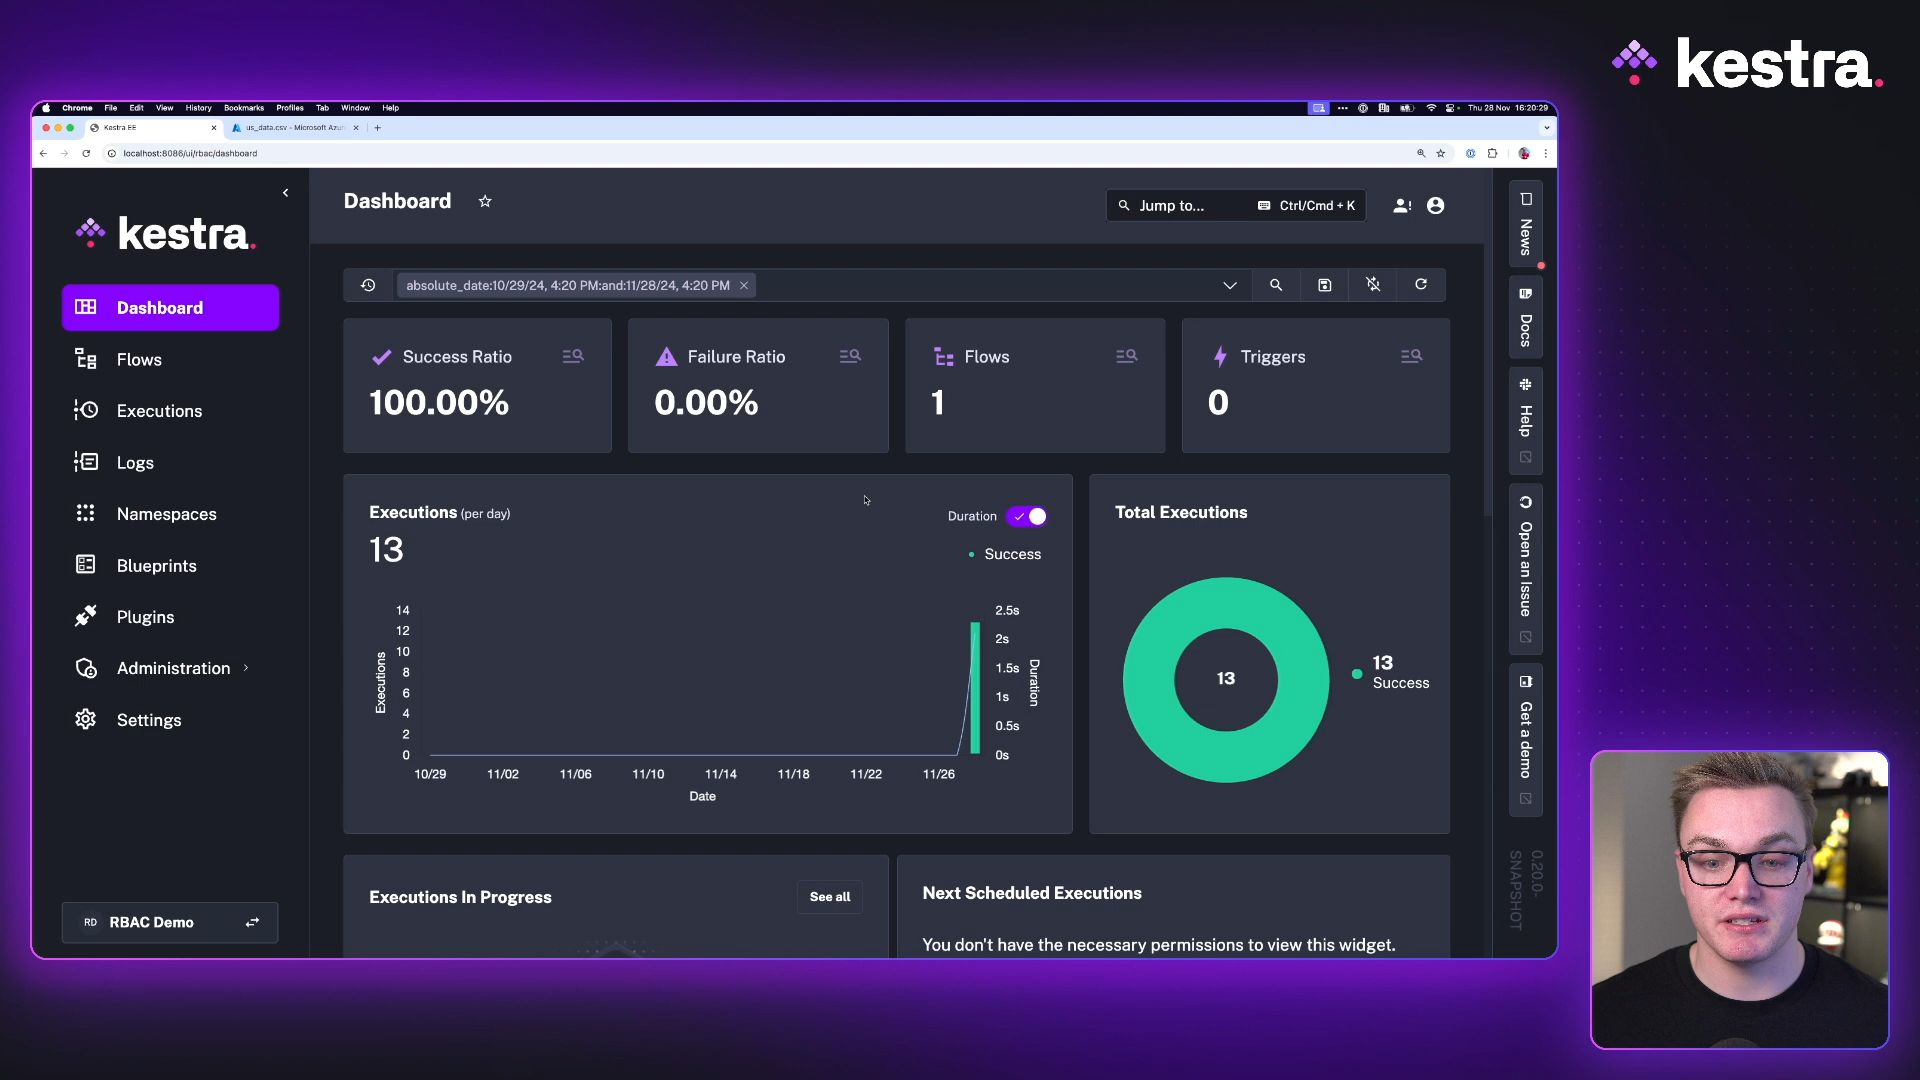 kestra.
Chrome File Edit View History Bookmarks Profiles Tab Window Help
Thu 28 Nov 16:20:29
Kestra EE
us_data.csv - Microsoft Azur
localhost:8086/ui/rbac/dashboard
kestra.
Dashboard
Flows
Executions
Logs
Namespaces
Blueprints
Plugins
Administration
Settings
RD RBAC Demo
Dashboard
Jump to...
Ctrl/Cmd + K
absolute_date:10/29/24, 4:20 PM:and:11/28/24, 4:20 PM
Success Ratio
100.00%
Failure Ratio
0.00%
Flows
1
Triggers
0
Executions (per day)
13
Duration
Success
14
12
10
8
6
4
2
0
Executions
2.5s
2s
1.5s
1s
0.5s
0s
Duration
10/29 11/02 11/06 11/10 11/14 11/18 11/22 11/26
Date
Total Executions
13
13
Success
Executions In Progress
See all
Next Scheduled Executions
You don't have the necessary permissions to view this widget.
News
Docs
Help
Open an Issue
Get a demo
0.20.0-
SNAPSHOT